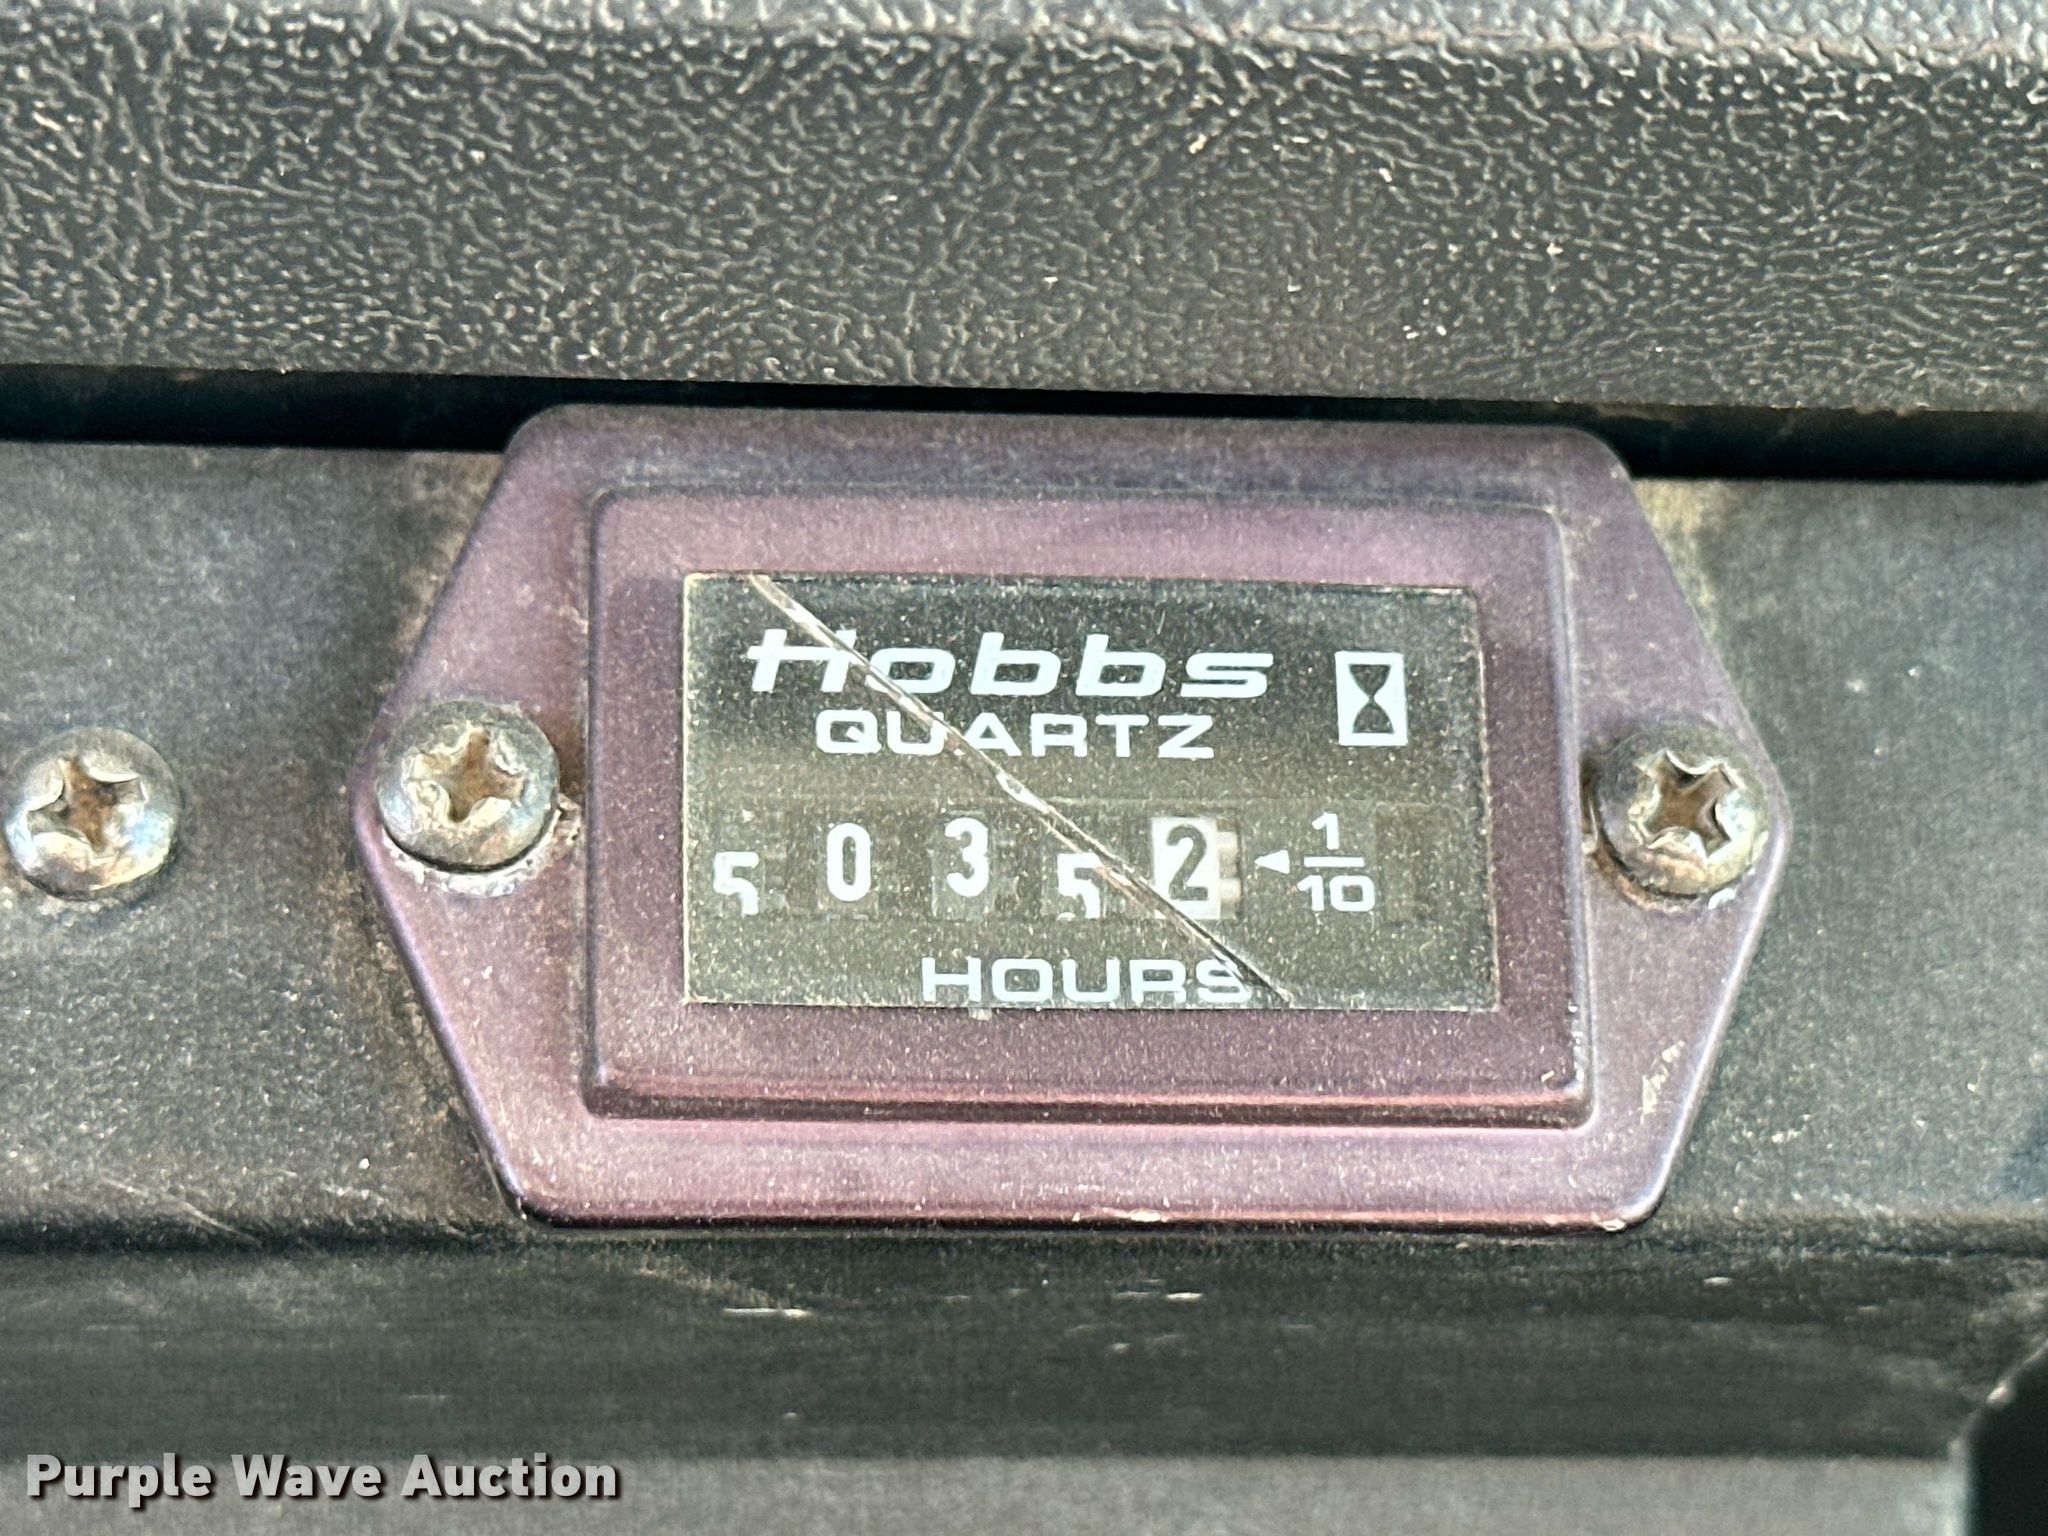 Hobbs
QUARTZ
5 0 3 5 2 1/10
HOURS
Purple Wave Auction